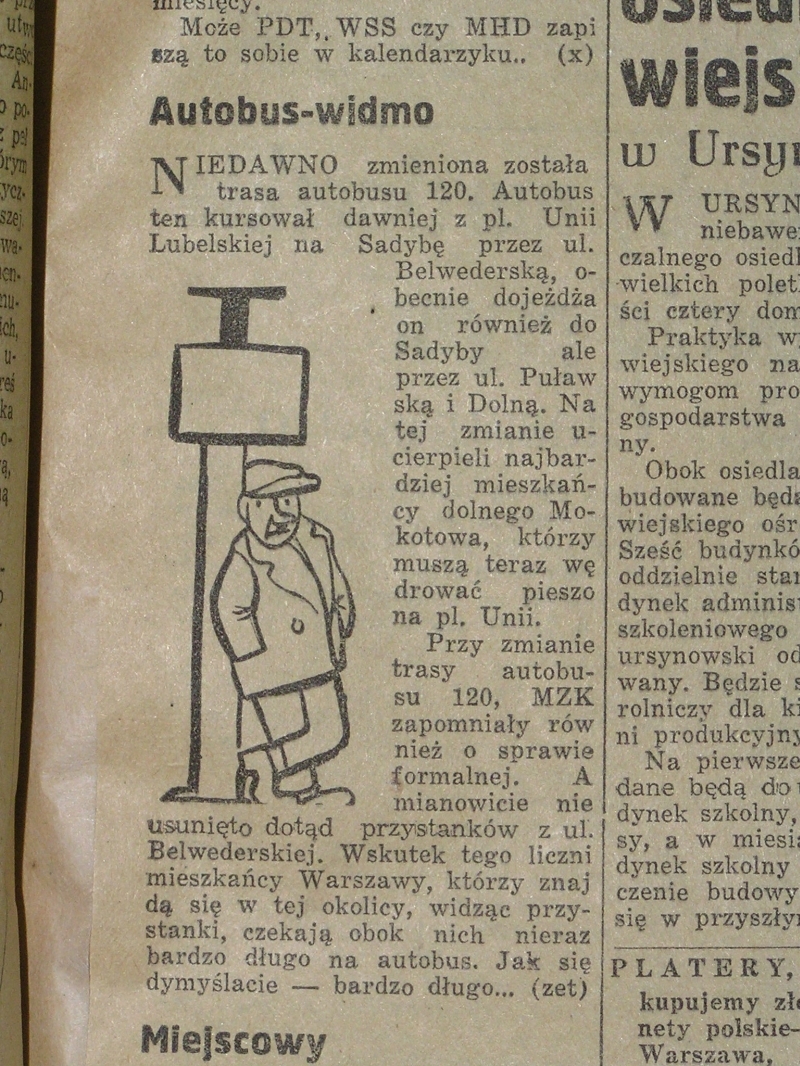 miesięcy.
Może PDT, WSS czy MHD zapi
szą to sobie w kalendarzyku.. (x)
Autobus-widmo
NIEDAWNO zmieniona została
trasa autobusu 120. Autobus
ten kursował dawniej z pl. Unii
Lubelskiej na Sadybę przez ul.
Belwederską, o-
becnie dojeżdża
on również do
Sadyby ale
przez ul. Puław
ską i Dolną. Na
tej zmianie u-
cierpieli najbar-
dziej mieszkań-
cy dolnego Mo-
kotowa, którzy
muszą teraz wę
drować pieszo
na pl. Unii.
Przy zmianie
trasy autobu-
su 120, MZK
zapomniały rów
nież o sprawie
formalnej. A
mianowicie nie
usunięto dotąd przystanków z ul.
Belwederskiej. Wskutek tego liczni
mieszkańcy Warszawy, którzy znaj
dą się w tej okolicy, widząc przy-
stanki, czekają obok nich nieraz
bardzo długo na autobus. Jak się
dymyślacie — bardzo długo... (zet)
Miejscowy
wiejs
w Ursyn
W URSYN
niebawe
czalnego osiedl
wielkich polet
ści cztery dom
Praktyka w
wiejskiego na
wymogom pro
gospodarstwa
ny.
Obok osiedla
budowane będ
wiejskiego ośr
Sześć budynkó
oddzielnie sta
dynek adminis
szkoleniowego
ursynowski od
wany. Będzie s
rolniczy dla ki
ni produkcyjn
Na pierwsze
dane będą do
dynek szkolny,
sy, a w miesi
dynek szkolny
czenie budowy
się w przyszły
PLATERY,
kupujemy zł
nety polskie-
Warszawa,